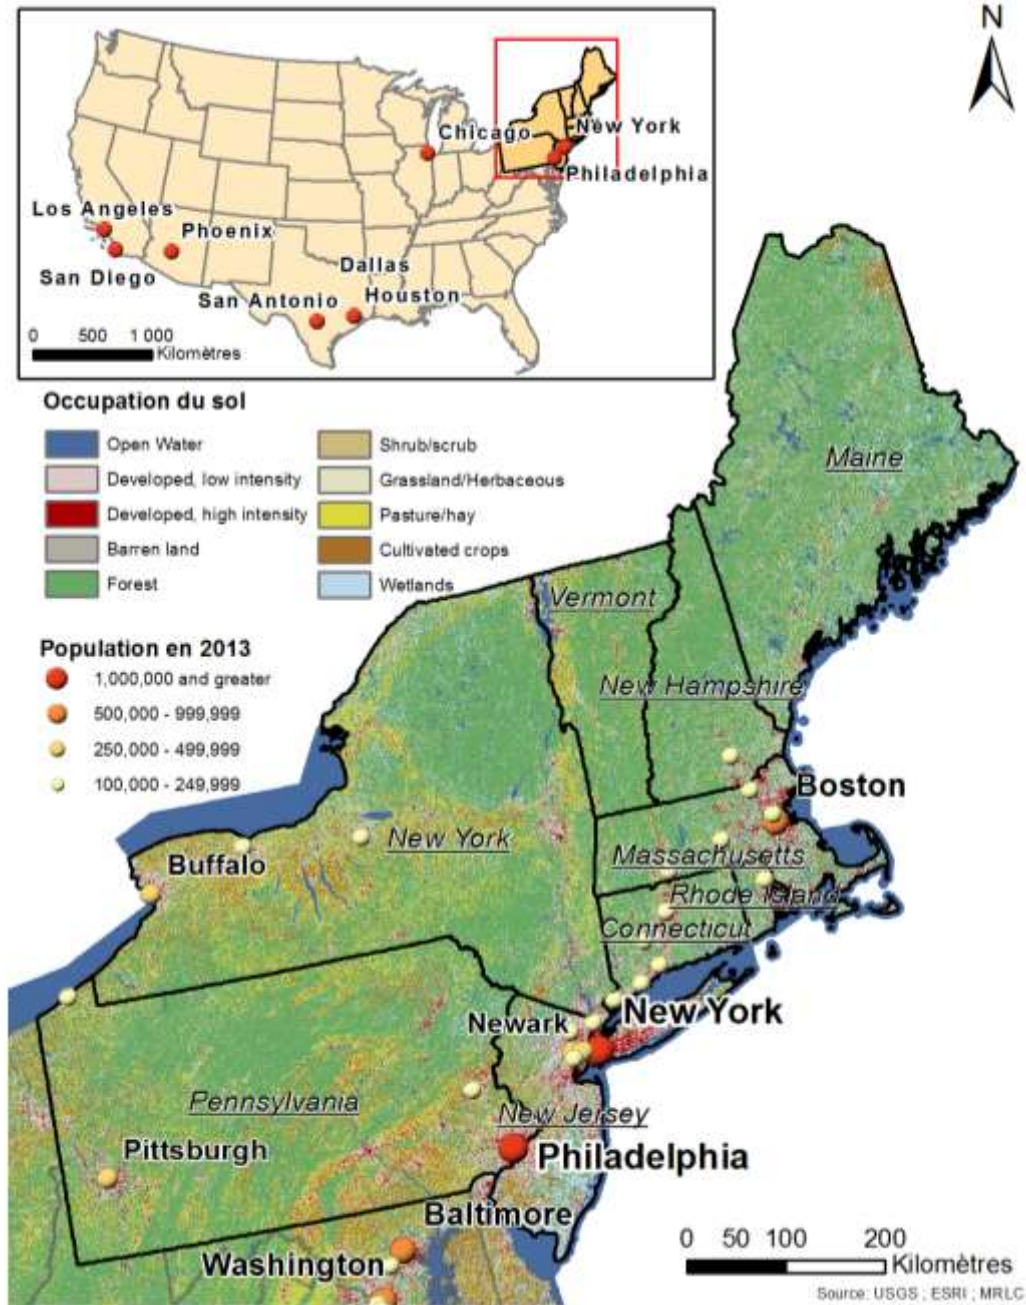 N
Chicago
New York
Philadelphia
Los Angeles
Phoenix
San Diego
Dallas
San Antonio
Houston
0 500 1 000
Kilomètres
Occupation du sol
Open Water
Developed, low intensity
Developed, high intensity
Barren land
Forest
Shrub/scrub
Grassland/Herbaceous
Pasture/hay
Cultivated crops
Wetlands
Population en 2013
1,000,000 and greater
500,000 - 999,999
250,000 - 499,999
100,000 - 249,999
Maine
Vermont
New Hampshire
Boston
New York
Massachusetts
Buffalo
Rhode Island
Connecticut
New York
Newark
Pennsylvania
New Jersey
Pittsburgh
Philadelphia
Baltimore
Washington
0 50 100 200
Kilomètres
Source: USGS ; ESRI ; MRLC